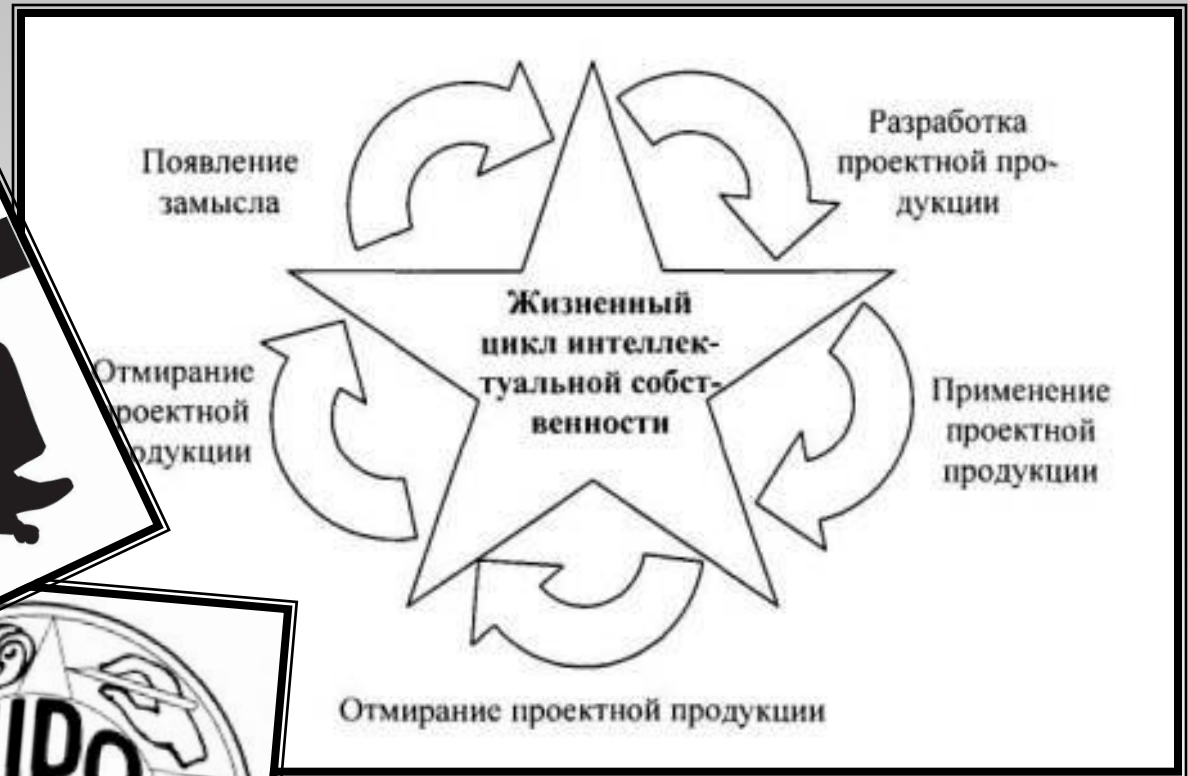 Появление
замысла
Разработка
проектной про-
дукции
Жизненный
цикл интеллек-
туальной собст-
венности
Применение
проектной
продукции
Отмирание проектной продукции
Отмирание
роектной
одукции